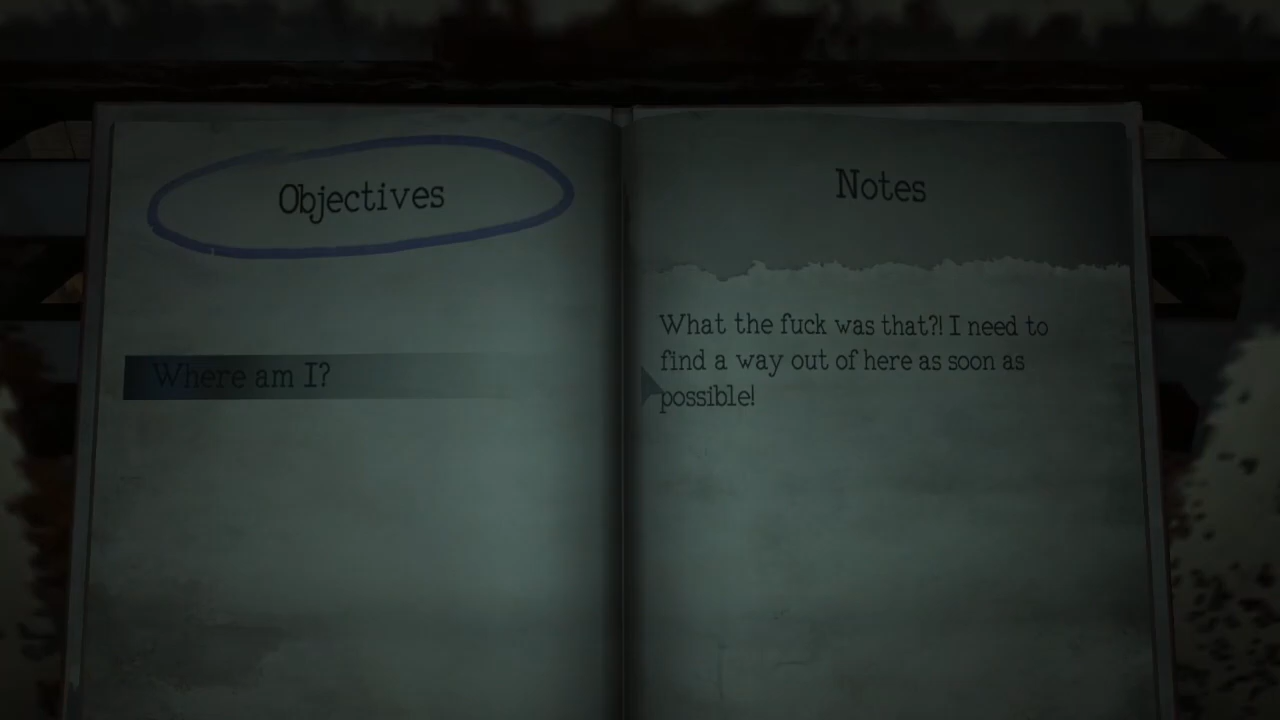 Objectives
Where am I?
Notes
What the fuck was that?! I need to
find a way out of here as soon as
possible!